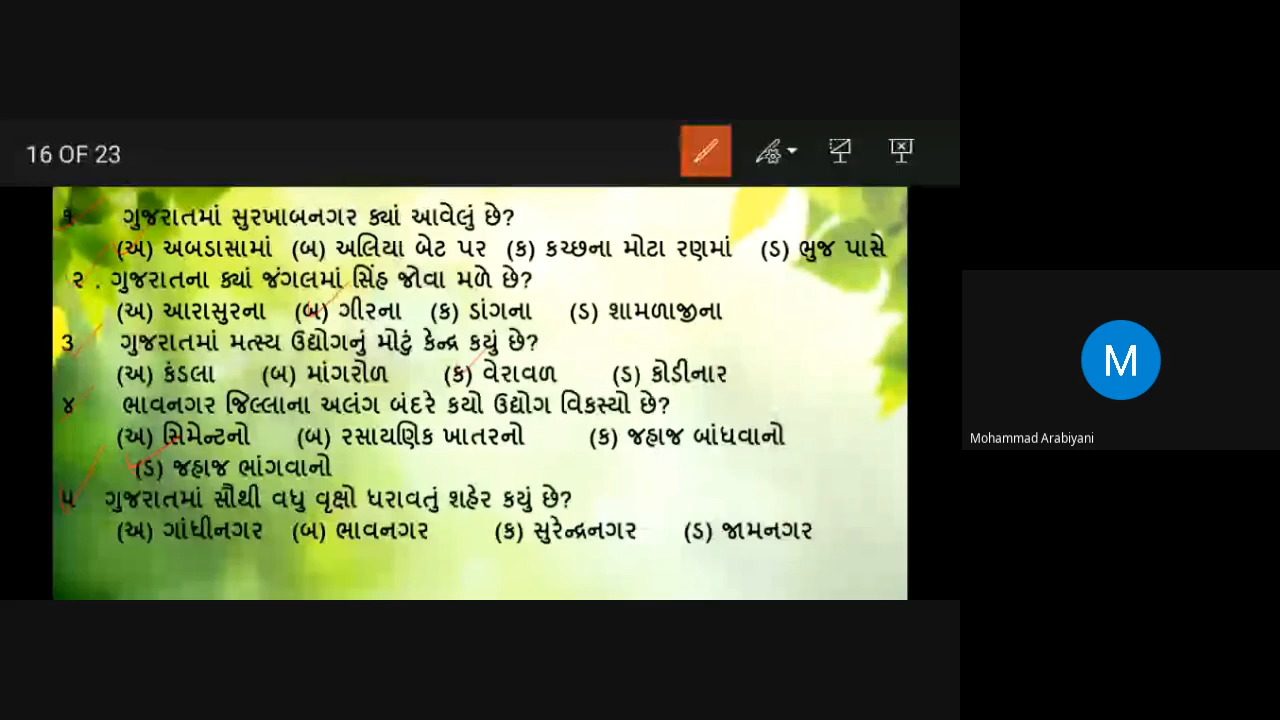 16 OF 23
૧ ગુજરાતમાં સુરખાબનગર ક્યાં આવેલું છે?
(અ) અબડાસામાં (બ) અલિયા બેટ પર (ક) કચ્છના મોટા રણમાં (ડ) ભુજ પાસે
૨ . ગુજરાતના ક્યાં જંગલમાં સિંહ જોવા મળે છે?
(અ) આરાસુરના (બ) ગીરના (ક) ડાંગના (ડ) શામળાજીના
૩ ગુજરાતમાં મત્સ્ય ઉદ્યોગનું મોટું કેન્દ્ર કયું છે?
(અ) કંડલા (બ) માંગરોળ (ક) વેરાવળ (ડ) કોડીનાર
૪ ભાવનગર જિલ્લાના અલંગ બંદરે કયો ઉદ્યોગ વિકસ્યો છે?
(અ) સિમેન્ટનો (બ) રસાયણિક ખાતરનો (ક) જહાજ બાંધવાનો
(ડ) જહાજ ભાંગવાનો
૫ ગુજરાતમાં સૌથી વધુ વૃક્ષો ધરાવતું શહેર કયું છે?
(અ) ગાંધીનગર (બ) ભાવનગર (ક) સુરેન્દ્રનગર (ડ) જામનગર
M
Mohammad Arabiyani